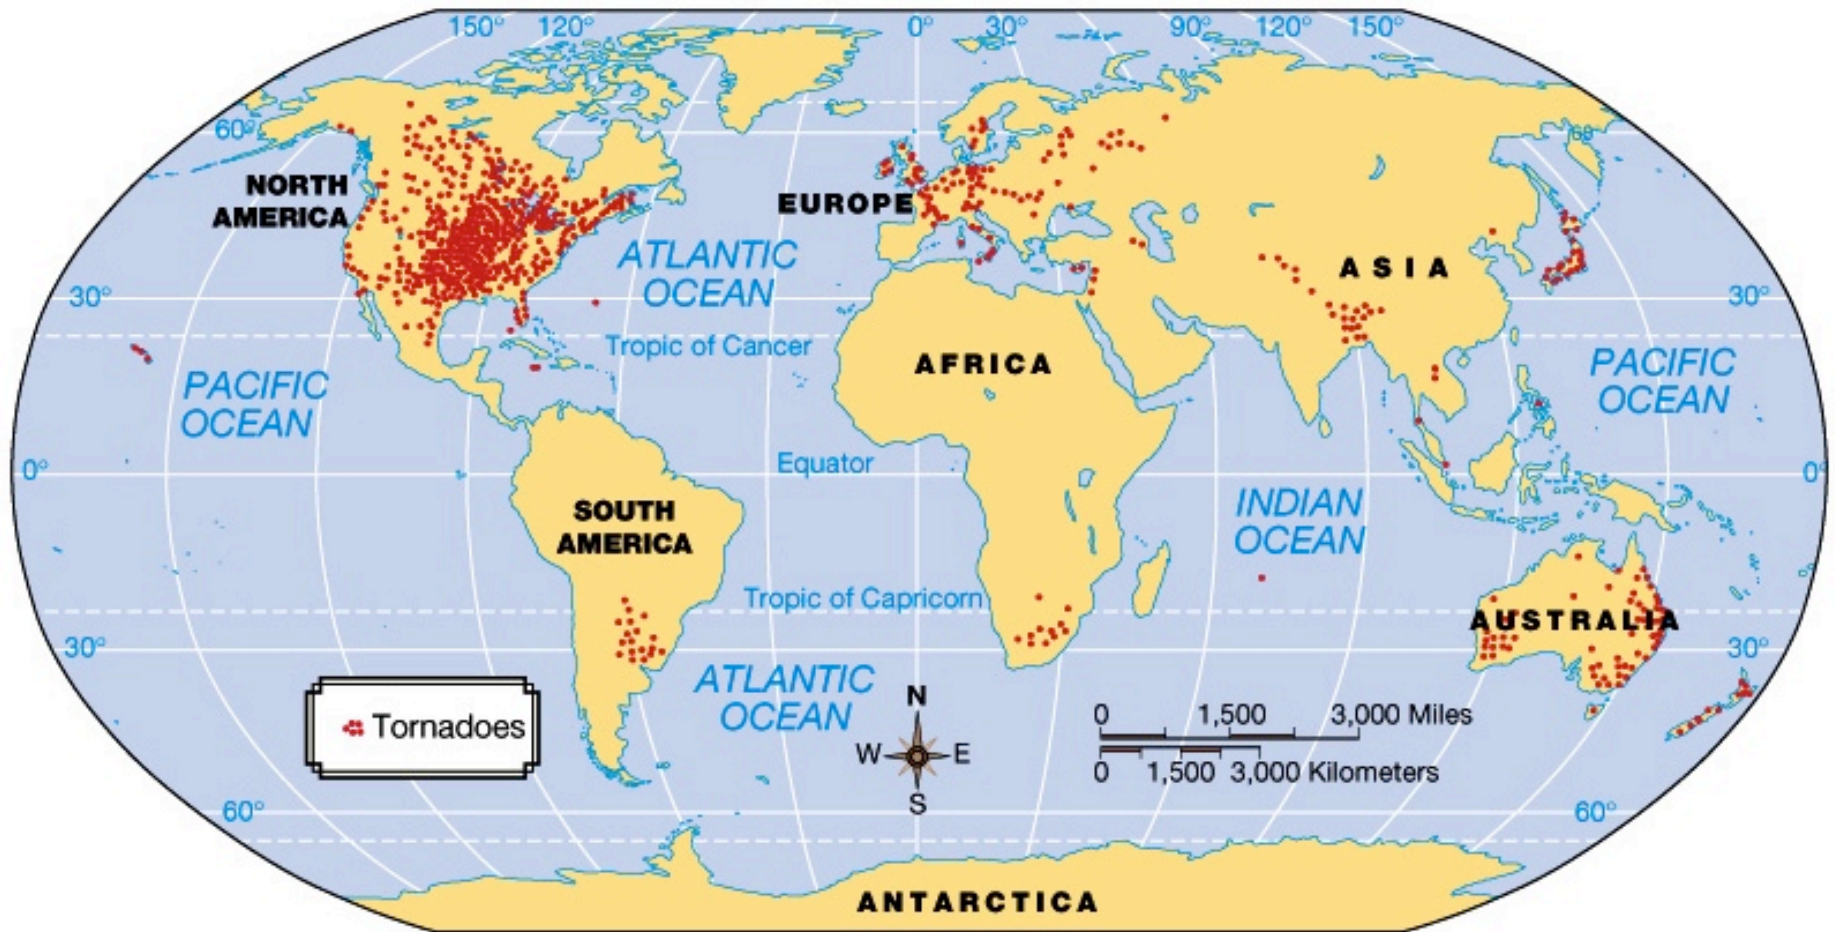 150° 120° 0° 30° 90° 120° 150°
60°
60
NORTH
AMERICA
EUROPE
ATLANTIC
OCEAN
ASIA
30°
30°
Tropic of Cancer
AFRICA
PACIFIC
OCEAN
PACIFIC
OCEAN
0°
Equator
0°
SOUTH
AMERICA
INDIAN
OCEAN
Tropic of Capricorn
AUSTRALIA
30°
30°
ATLANTIC
OCEAN
Tornadoes
N
W E
S
0 1,500 3,000 Miles
0 1,500 3,000 Kilometers
60°
60°
ANTARCTICA